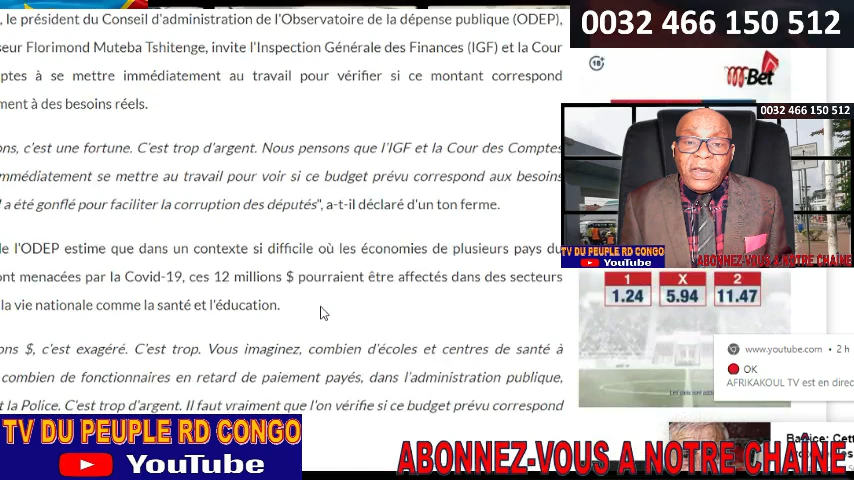 , le président du Conseil d'administration de l'Observatoire de la dépense publique (ODEP),
seur Florimond Muteba Tshitenge, invite l'Inspection Générale des Finances (IGF) et la Cour
ptes à se mettre immédiatement au travail pour vérifier si ce montant correspond
ment à des besoins réels.
ons, c'est une fortune. C'est trop d'argent. Nous pensons que l'IGF et la Cour des Comptes
mmédiatement se mettre au travail pour voir si ce budget prévu correspond aux besoins
l a été gonflé pour faciliter la corruption des députés", a-t-il déclaré d'un ton ferme.
de l'ODEP estime que dans un contexte si difficile où les économies de plusieurs pays du
ont menacées par la Covid-19, ces 12 millions $ pourraient être affectés dans des secteurs
la vie nationale comme la santé et l'éducation.
ons $, c'est exagéré. C'est trop. Vous imaginez, combien d'écoles et centres de santé à
combien de fonctionnaires en retard de paiement payés, dans l'administration publique,
t la Police. C'est trop d'argent. Il faut vraiment que l'on vérifie si ce budget prévu correspond
TV DU PEUPLE RD CONGO
YouTube
0032 466 150 512
18+
Bet
0032 466 150 512
TV DU PEUPLE RD CONGO
YouTube
ABONNEZ-VOUS A NOTRE CHAINE
1 X 2
1.24 5.94 11.47
www.youtube.com • 2 h
OK
AFRIKAKOUL TV est en direc
ABONNEZ-VOUS A NOTRE CHAINE